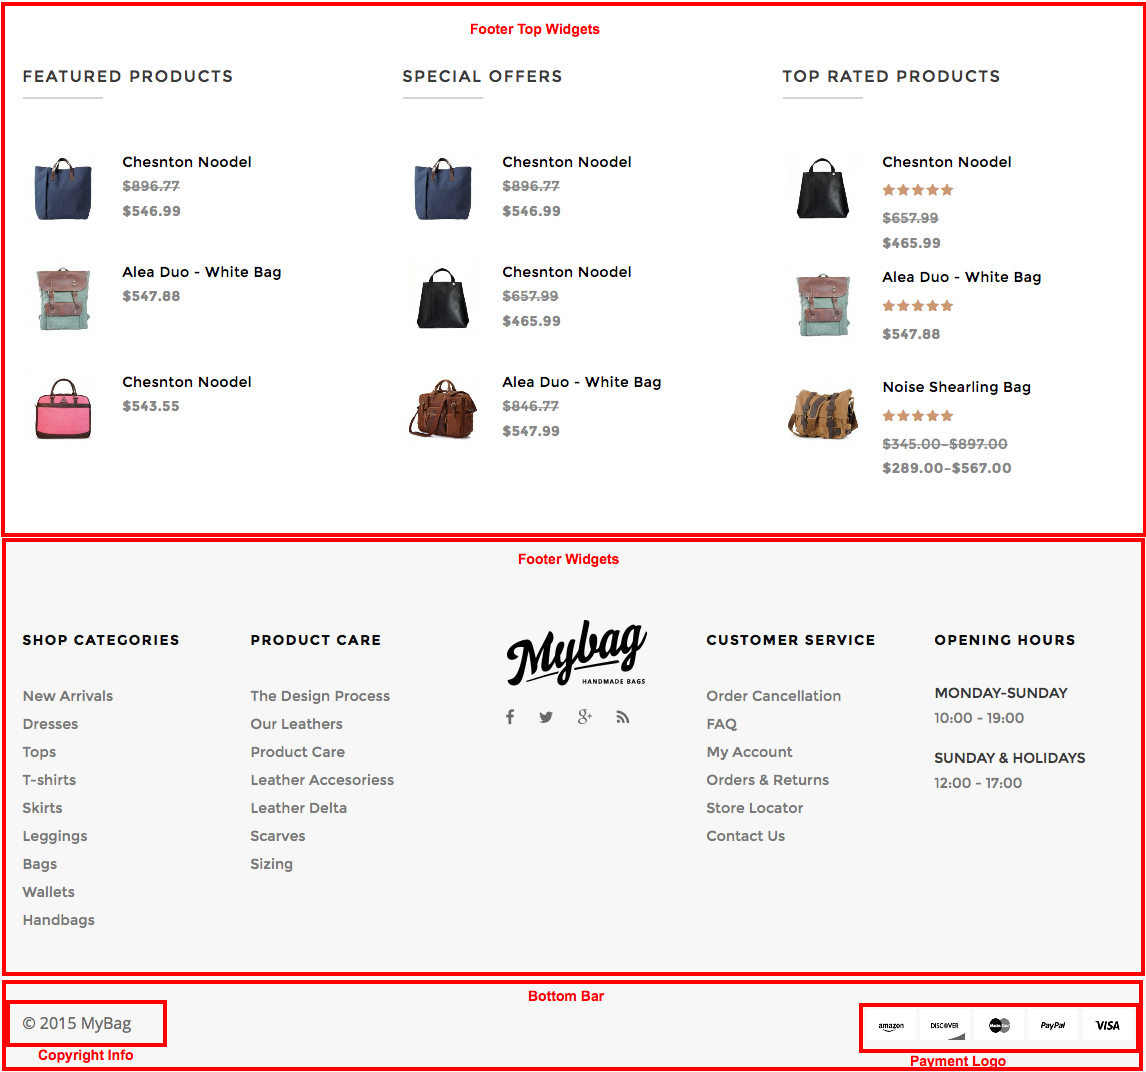 Footer Top Widgets
FEATURED PRODUCTS
Chesnton Noodel
$896.77
$546.99
Alea Duo - White Bag
$547.88
Chesnton Noodel
$543.55
SPECIAL OFFERS
Chesnton Noodel
$896.77
$546.99
Chesnton Noodel
$657.99
$465.99
Alea Duo - White Bag
$846.77
$547.99
TOP RATED PRODUCTS
Chesnton Noodel
$657.99
$465.99
Alea Duo - White Bag
$547.88
Noise Shearling Bag
$345.00–$897.00
$289.00–$567.00
Footer Widgets
SHOP CATEGORIES
New Arrivals
Dresses
Tops
T-shirts
Skirts
Leggings
Bags
Wallets
Handbags
PRODUCT CARE
The Design Process
Our Leathers
Product Care
Leather Accesoriess
Leather Delta
Scarves
Sizing
Mybag
HANDMADE BAGS
CUSTOMER SERVICE
Order Cancellation
FAQ
My Account
Orders & Returns
Store Locator
Contact Us
OPENING HOURS
MONDAY-SUNDAY
10:00 - 19:00
SUNDAY & HOLIDAYS
12:00 - 17:00
Bottom Bar
© 2015 MyBag
Copyright Info
amazon
DISCOVER
MasterCard
PayPal
VISA
Payment Logo